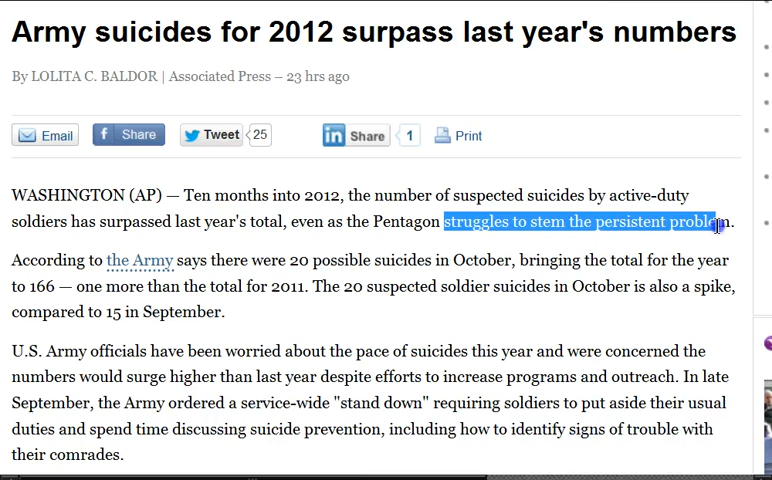 Army suicides for 2012 surpass last year's numbers
By LOLITA C. BALDOR | Associated Press – 23 hrs ago
Email Share Tweet 25 Share 1 Print
WASHINGTON (AP) — Ten months into 2012, the number of suspected suicides by active-duty
soldiers has surpassed last year's total, even as the Pentagon struggles to stem the persistent problem.
According to the Army says there were 20 possible suicides in October, bringing the total for the year
to 166 — one more than the total for 2011. The 20 suspected soldier suicides in October is also a spike,
compared to 15 in September.
U.S. Army officials have been worried about the pace of suicides this year and were concerned the
numbers would surge higher than last year despite efforts to increase programs and outreach. In late
September, the Army ordered a service-wide "stand down" requiring soldiers to put aside their usual
duties and spend time discussing suicide prevention, including how to identify signs of trouble with
their comrades.